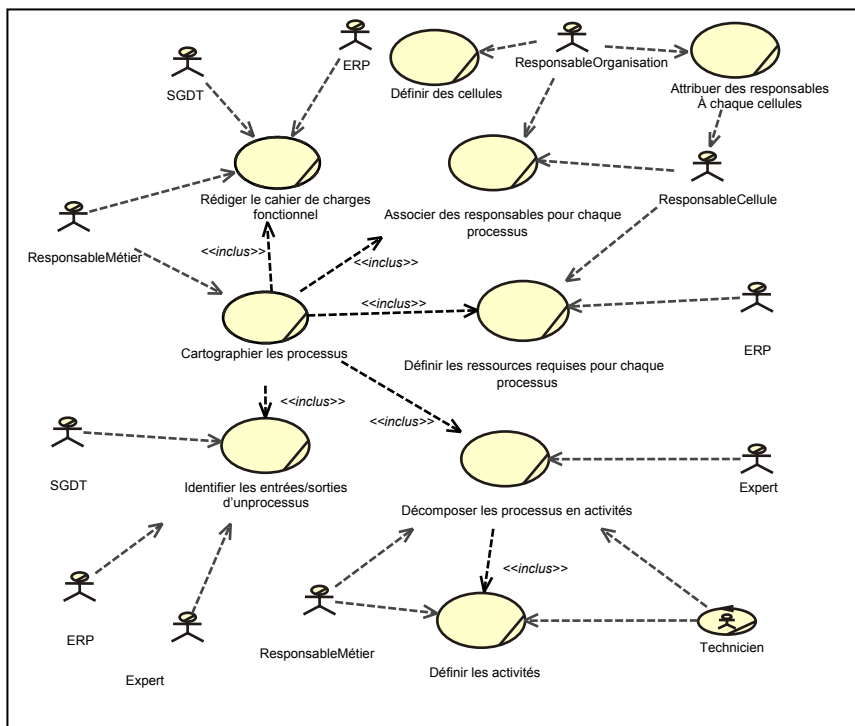 ERP
SGDT
ResponsableOrganisation
Définir des cellules
Attribuer des responsables
À chaque cellules
Rédiger le cahier de charges
fonctionnel
Associer des responsables pour chaque
processus
ResponsableCellule
ResponsableMétier
<<inclus>>
<<inclus>>
<<inclus>>
Cartographier les processus
Définir les ressources requises pour chaque
processus
ERP
<<inclus>>
<<inclus>>
SGDT
Identifier les entrées/sorties
d'unprocessus
Décomposer les processus en activités
Expert
<<inclus>>
ERP
Expert
ResponsableMétier
Définir les activités
Technicien